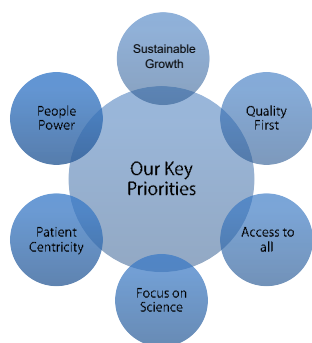 Sustainable
Growth
People
Power
Quality
First
Our Key
Priorities
Patient
Centricity
Access to
all
Focus on
Science